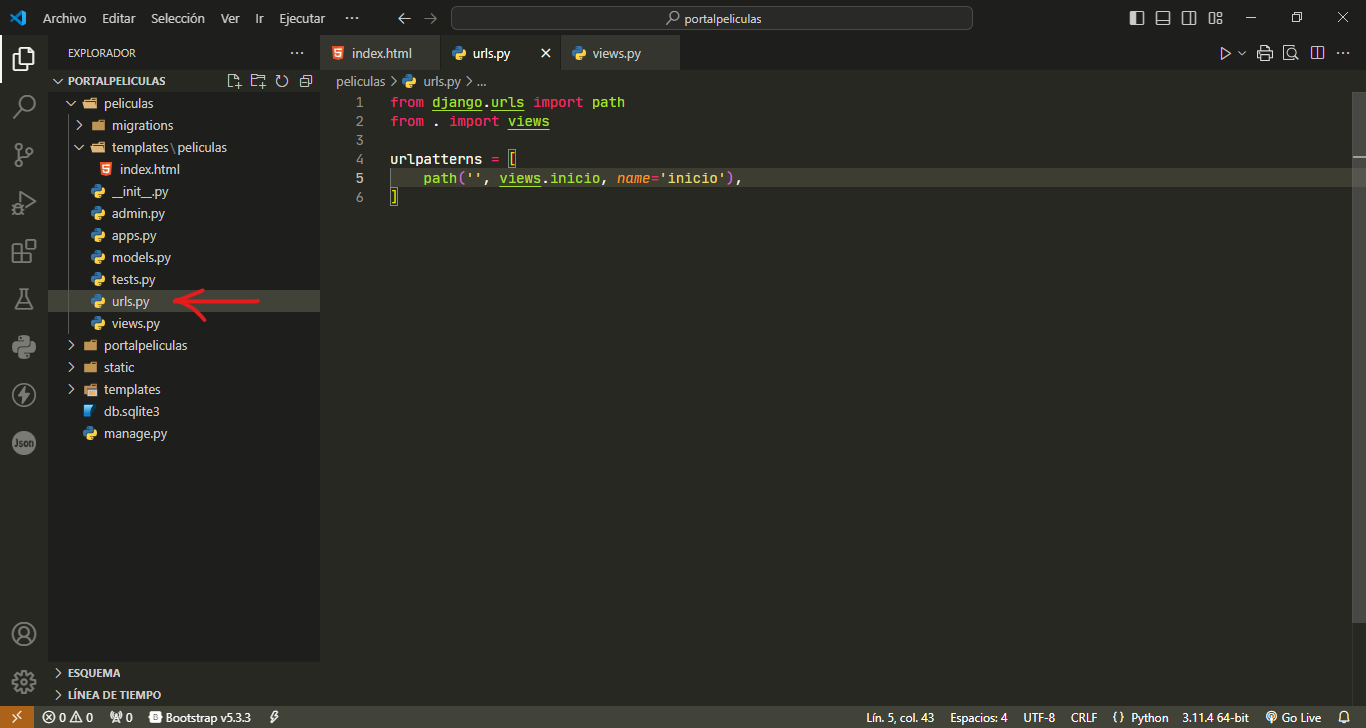 Archivo Editar Selección Ver Ir Ejecutar ··· portalpeliculas
EXPLORADOR ···
PORTALPELICULAS
peliculas
migrations
templates\peliculas
index.html
__init__.py
admin.py
apps.py
models.py
tests.py
urls.py
views.py
portalpeliculas
static
templates
db.sqlite3
manage.py
ESQUEMA
LÍNEA DE TIEMPO
index.html urls.py views.py
peliculas > urls.py > ...
1 from django.urls import path
2 from . import views
3
4 urlpatterns = [
5 path('', views.inicio, name='inicio'),
6 ]
Json
0 0 0 Bootstrap v5.3.3 Lín. 5, col. 43 Espacios: 4 UTF-8 CRLF {} Python 3.11.4 64-bit Go Live